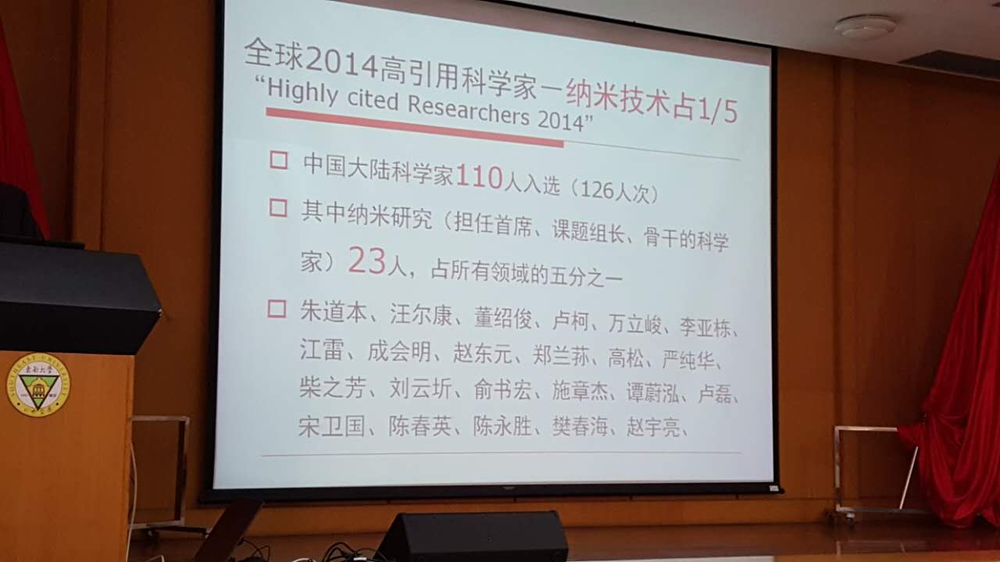 全球2014高引用科学家－纳米技术占1/5
“Highly cited Researchers 2014”
中国大陆科学家110人入选（126人次）
其中纳米研究（担任首席、课题组长、骨干的科学
家）23人，占所有领域的五分之一
朱道本、汪尔康、董绍俊、卢柯、万立峻、李亚栋、
江雷、成会明、赵东元、郑兰荪、高松、严纯华、
柴之芳、刘云圻、俞书宏、施章杰、谭蔚泓、卢磊、
宋卫国、陈春英、陈永胜、樊春海、赵宇亮、
SOUTHEAST UNIVERSITY
东南大学